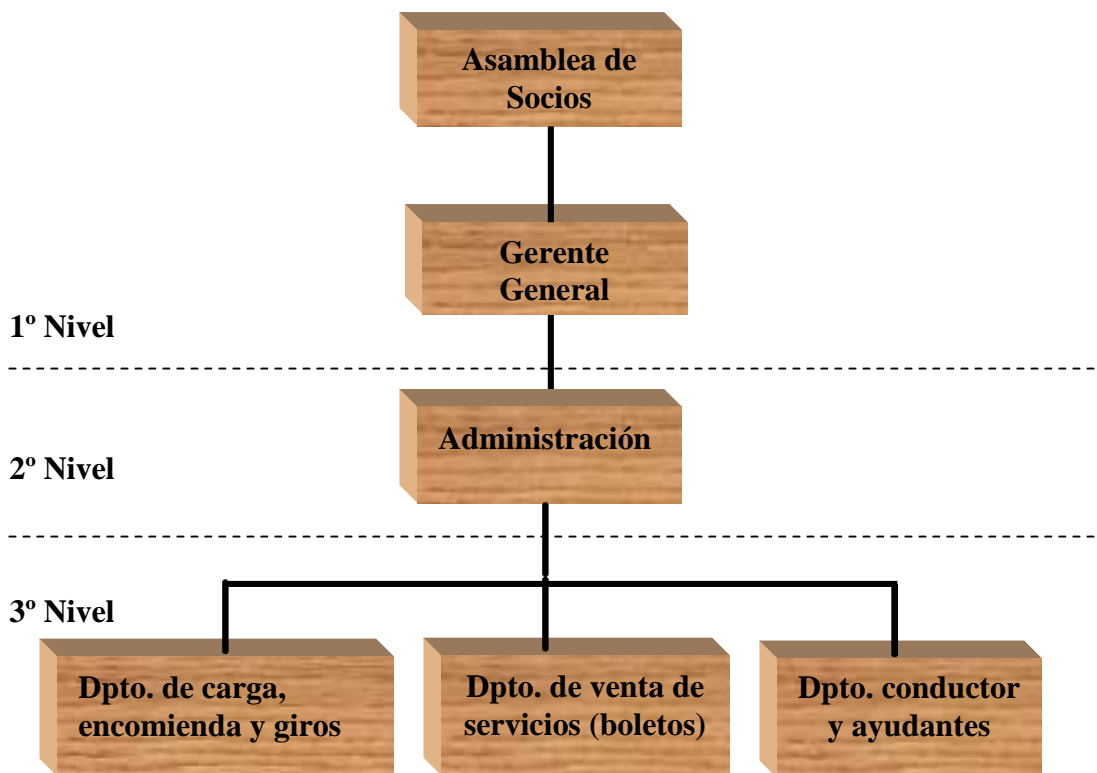 Asamblea de
Socios
Gerente
General
1º Nivel
Administración
2º Nivel
3º Nivel
Dpto. de carga,
encomienda y giros
Dpto. de venta de
servicios (boletos)
Dpto. conductor
y ayudantes